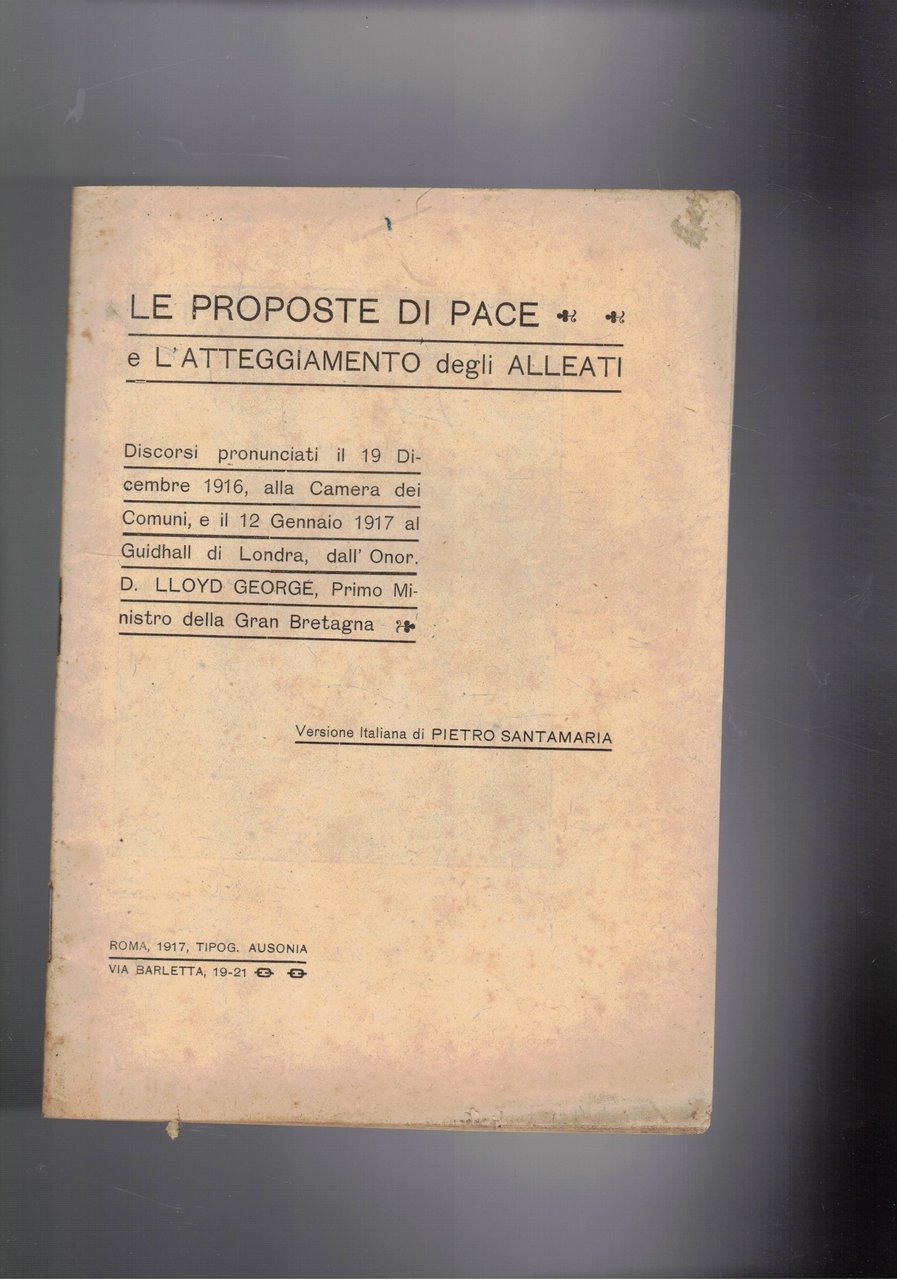 LE PROPOSTE DI PACE
e L'ATTEGGIAMENTO degli ALLEATI
Discorsi pronunciati il 19 Di-
cembre 1916, alla Camera dei
Comuni, e il 12 Gennaio 1917 al
Guidhall di Londra, dall' Onor.
D. LLOYD GEORGE, Primo Mi-
nistro della Gran Bretagna
Versione Italiana di PIETRO SANTAMARIA
ROMA, 1917, TIPOG. AUSONIA
VIA BARLETTA, 19-21